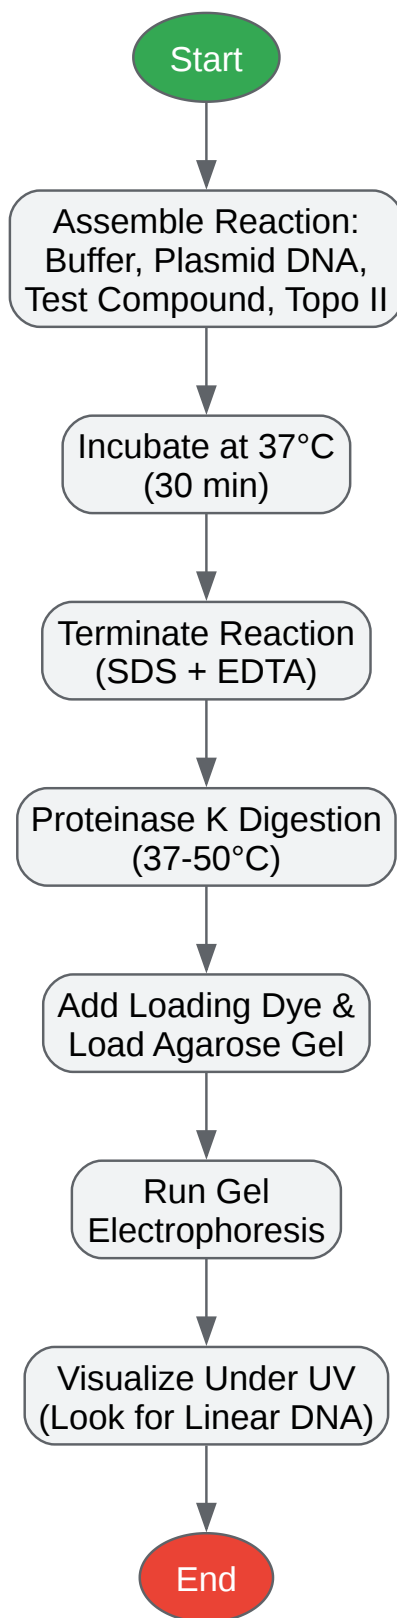 Start
Assemble Reaction:
Buffer, Plasmid DNA,
Test Compound, Topo II
Incubate at 37°C
(30 min)
Terminate Reaction
(SDS + EDTA)
Proteinase K Digestion
(37-50°C)
Add Loading Dye &
Load Agarose Gel
Run Gel
Electrophoresis
Visualize Under UV
(Look for Linear DNA)
End